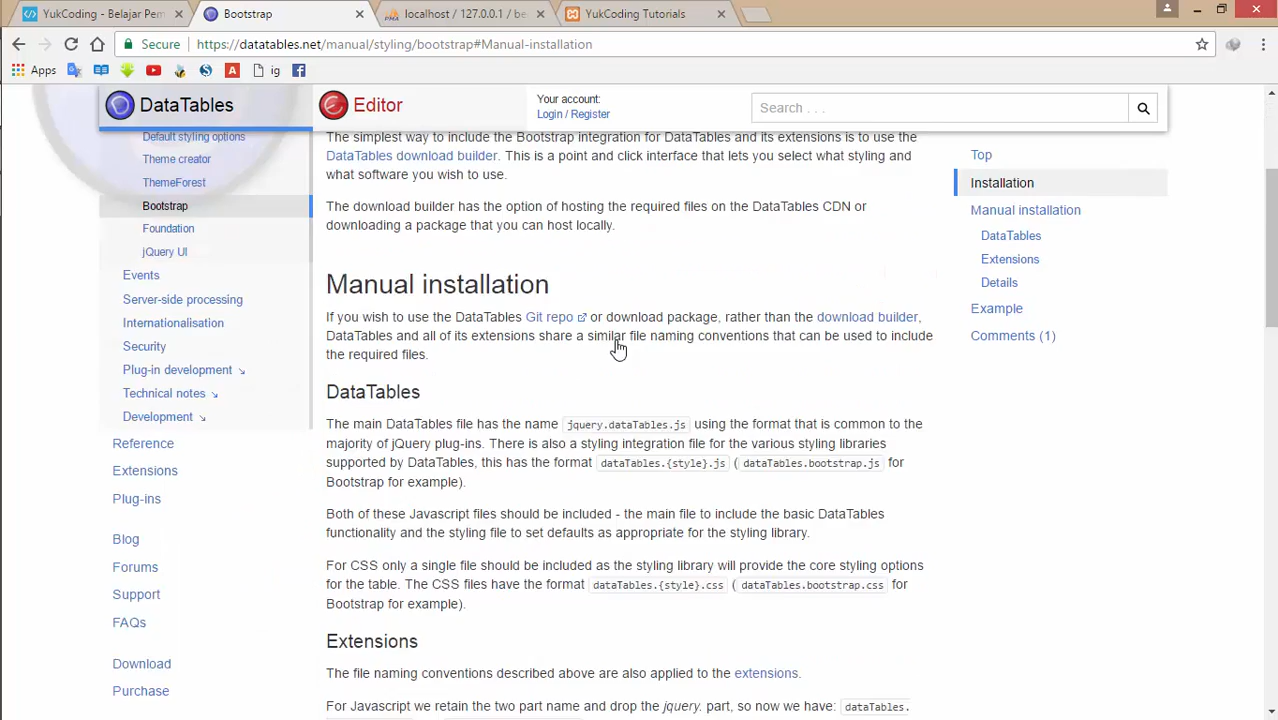 YukCoding - Belajar Pem
Bootstrap
localhost / 127.0.0.1 / be
YukCoding Tutorials
Secure
https://datatables.net/manual/styling/bootstrap#Manual-installation
Apps
ig
DataTables
Editor
Your account:
Login / Register
Search . . .
Default styling options
Theme creator
ThemeForest
Bootstrap
Foundation
jQuery UI
Events
Server-side processing
Internationalisation
Security
Plug-in development
Technical notes
Development
Reference
Extensions
Plug-ins
Blog
Forums
Support
FAQs
Download
Purchase
The simplest way to include the Bootstrap integration for DataTables and its extensions is to use the
DataTables download builder. This is a point and click interface that lets you select what styling and
what software you wish to use.
The download builder has the option of hosting the required files on the DataTables CDN or
downloading a package that you can host locally.
Manual installation
If you wish to use the DataTables Git repo or download package, rather than the download builder,
DataTables and all of its extensions share a similar file naming conventions that can be used to include
the required files.
DataTables
The main DataTables file has the name jquery.dataTables.js using the format that is common to the
majority of jQuery plug-ins. There is also a styling integration file for the various styling libraries
supported by DataTables, this has the format dataTables.{style}.js ( dataTables.bootstrap.js for
Bootstrap for example).
Both of these Javascript files should be included - the main file to include the basic DataTables
functionality and the styling file to set defaults as appropriate for the styling library.
For CSS only a single file should be included as the styling library will provide the core styling options
for the table. The CSS files have the format dataTables.{style}.css ( dataTables.bootstrap.css for
Bootstrap for example).
Extensions
The file naming conventions described above are also applied to the extensions.
For Javascript we retain the two part name and drop the jquery. part, so now we have: dataTables.
Top
Installation
Manual installation
DataTables
Extensions
Details
Example
Comments (1)